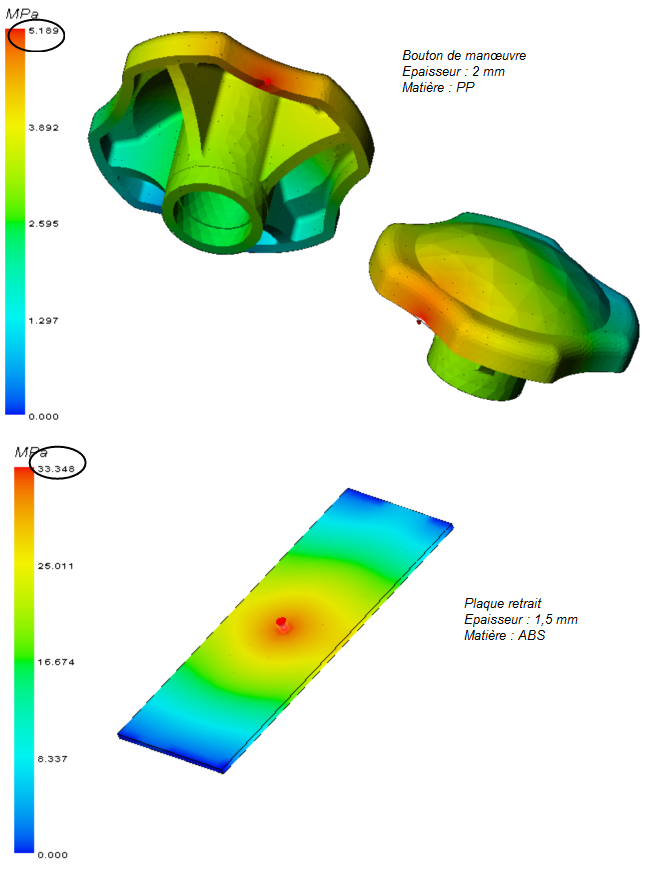 MPa
5.189
3.892
2.595
1.297
0.000
Bouton de manœuvre
Epaisseur : 2 mm
Matière : PP
MPa
33.348
25.011
16.674
8.337
0.000
Plaque retrait
Epaisseur : 1,5 mm
Matière : ABS